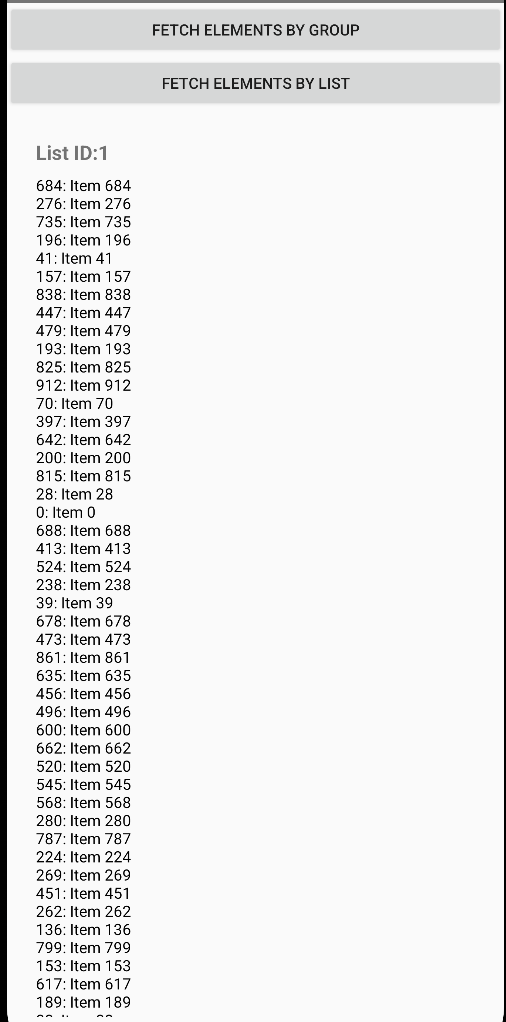 FETCH ELEMENTS BY GROUP
FETCH ELEMENTS BY LIST
List ID:1
684: Item 684
276: Item 276
735: Item 735
196: Item 196
41: Item 41
157: Item 157
838: Item 838
447: Item 447
479: Item 479
193: Item 193
825: Item 825
912: Item 912
70: Item 70
397: Item 397
642: Item 642
200: Item 200
815: Item 815
28: Item 28
0: Item 0
688: Item 688
413: Item 413
524: Item 524
238: Item 238
39: Item 39
678: Item 678
473: Item 473
861: Item 861
635: Item 635
456: Item 456
496: Item 496
600: Item 600
662: Item 662
520: Item 520
545: Item 545
568: Item 568
280: Item 280
787: Item 787
224: Item 224
269: Item 269
451: Item 451
262: Item 262
136: Item 136
799: Item 799
153: Item 153
617: Item 617
189: Item 189